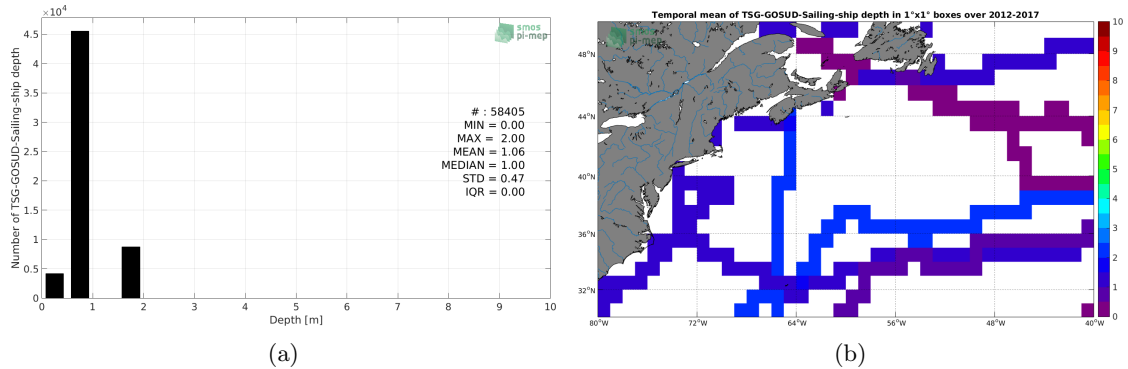 ×10⁴
4.5
4
3.5
3
2.5
2
1.5
1
0.5
0
Number of TSG-GOSUD-Sailing-ship depth
smos
pi-mep
# : 58405
MIN = 0.00
MAX = 2.00
MEAN = 1.06
MEDIAN = 1.00
STD = 0.47
IQR = 0.00
0 1 2 3 4 5 6 7 8 9 10
Depth [m]
(a)
Temporal mean of TSG-GOSUD-Sailing-ship depth in 1°x1° boxes over 2012-2017
smos
pi-mep
48°N
44°N
40°N
36°N
32°N
80°W 72°W 64°W 56°W 48°W 40°W
10
9
8
7
6
5
4
3
2
1
0
(b)